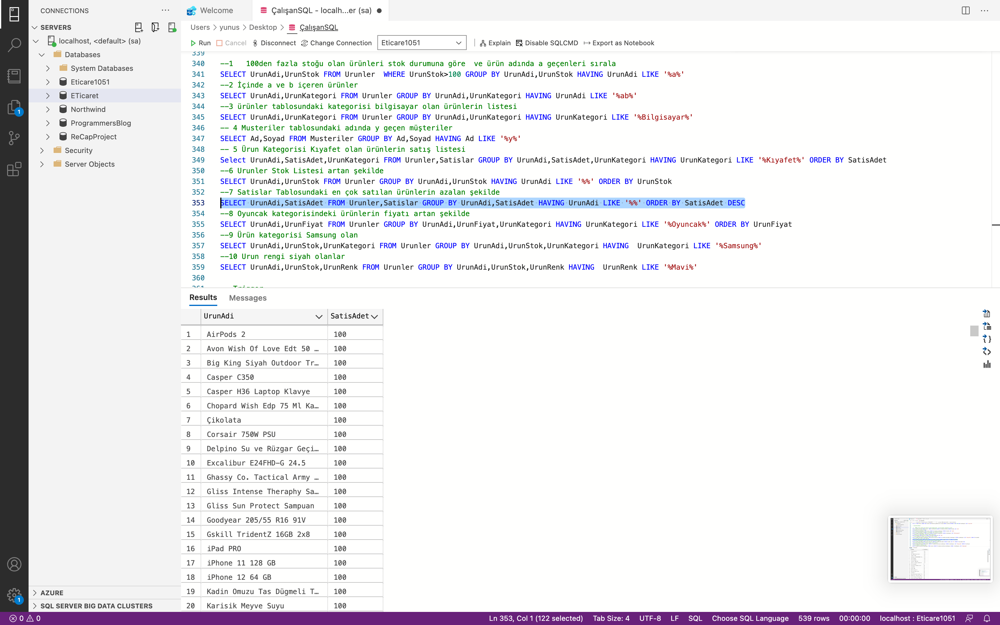 CONNECTIONS
SERVERS
localhost, <default> (sa)
Databases
System Databases
Eticare1051
ETicaret
Northwind
ProgrammersBlog
ReCapProject
Security
Server Objects
AZURE
SQL SERVER BIG DATA CLUSTERS
1
1
Welcome
ÇalışanSQL - localh...er (sa)
Users > yunus > Desktop > ÇalışanSQL
Run Cancel Disconnect Change Connection Eticare1051 Explain Disable SQLCMD Export as Notebook
339
340 --1   100den fazla stoğu olan ürünleri stok durumuna göre  ve ürün adında a geçenleri sırala
341 SELECT UrunAdi,UrunStok FROM Urunler  WHERE UrunStok>100 GROUP BY UrunAdi,UrunStok HAVING UrunAdi LIKE '%a%'
342 --2 İçinde a ve b içeren ürünler
343 SELECT UrunAdi,UrunKategori FROM Urunler GROUP BY UrunAdi,UrunKategori HAVING UrunAdi LIKE '%ab%'
344 --3 ürünler tablosundaki kategorisi bilgisayar olan ürünlerin listesi
345 SELECT UrunAdi,UrunKategori FROM Urunler GROUP BY UrunAdi,UrunKategori HAVING UrunKategori LIKE '%Bilgisayar%'
346 -- 4 Musteriler tablosundaki adında y geçen müşteriler
347 SELECT Ad,Soyad FROM Musteriler GROUP BY Ad,Soyad HAVING Ad LIKE '%y%'
348 -- 5 Ürun Kategorisi Kıyafet olan ürünlerin satış listesi
349 Select UrunAdi,SatisAdet,UrunKategori FROM Urunler,Satislar GROUP BY UrunAdi,SatisAdet,UrunKategori HAVING UrunKategori LIKE '%Kıyafet%' ORDER BY SatisAdet
350 --6 Urunler Stok Listesi artan şekilde
351 SELECT UrunAdi,UrunStok FROM Urunler GROUP BY UrunAdi,UrunStok HAVING UrunAdi LIKE '%%' ORDER BY UrunStok
352 --7 Satislar Tablosundaki en çok satılan ürünlerin azalan şekilde
353 SELECT UrunAdi,SatisAdet FROM Urunler,Satislar GROUP BY UrunAdi,SatisAdet HAVING UrunAdi LIKE '%%' ORDER BY SatisAdet DESC
354 --8 Oyuncak kategorisindeki ürünlerin fiyatı artan şekilde
355 SELECT UrunAdi,UrunFiyat FROM Urunler GROUP BY UrunAdi,UrunFiyat,UrunKategori HAVING UrunKategori LIKE '%Oyuncak%' ORDER BY UrunFiyat
356 --9 Ürün kategorisi Samsung olan
357 SELECT UrunAdi,UrunStok,UrunKategori FROM Urunler GROUP BY UrunAdi,UrunStok,UrunKategori HAVING  UrunKategori LIKE '%Samsung%'
358 --10 Urun rengi siyah olanlar
359 SELECT UrunAdi,UrunStok,UrunRenk FROM Urunler GROUP BY UrunAdi,UrunStok,UrunRenk HAVING  UrunRenk LIKE '%Mavi%'
360
Results Messages
UrunAdi SatisAdet
1 AirPods 2 100
2 Avon Wish Of Love Edt 50 … 100
3 Big King Siyah Outdoor Tr… 100
4 Casper C350 100
5 Casper H36 Laptop Klavye 100
6 Chopard Wish Edp 75 Ml Ka… 100
7 Çikolata 100
8 Corsair 750W PSU 100
9 Delpino Su ve Rüzgar Geçi… 100
10 Excalibur E24FHD-G 24.5 100
11 Ghassy Co. Tactical Army … 100
12 Gliss Intense Theraphy Sa… 100
13 Gliss Sun Protect Sampuan 100
14 Goodyear 205/55 R16 91V 100
15 Gskill TridentZ 16GB 2x8 100
16 iPad PRO 100
17 iPhone 11 128 GB 100
18 iPhone 12 64 GB 100
19 Kadin Omuzu Tas Dügmeli T… 100
20 Karisik Meyve Suyu 100
0 0 Ln 353, Col 1 (122 selected) Tab Size: 4 UTF-8 LF SQL Choose SQL Language 539 rows 00:00:00 localhost : Eticare1051